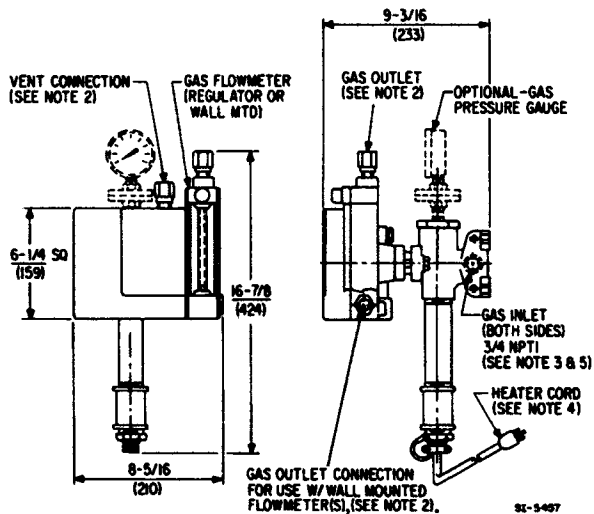 9-3/16
(233)
VENT CONNECTION
(SEE NOTE 2)
GAS FLOWMETER
(REGULATOR OR
WALL MTD)
GAS OUTLET
(SEE NOTE 2)
OPTIONAL-GAS
PRESSURE GAUGE
6-1/4 SQ
(159)
16-7/8
(424)
GAS INLET
(BOTH SIDES)
3/4 NPTI
(SEE NOTE 3 & 5)
HEATER CORD
(SEE NOTE 4)
8-5/16
(210)
GAS OUTLET CONNECTION
FOR USE W/ WALL MOUNTED
FLOWMETER(S),(SEE NOTE 2).
SI-5457